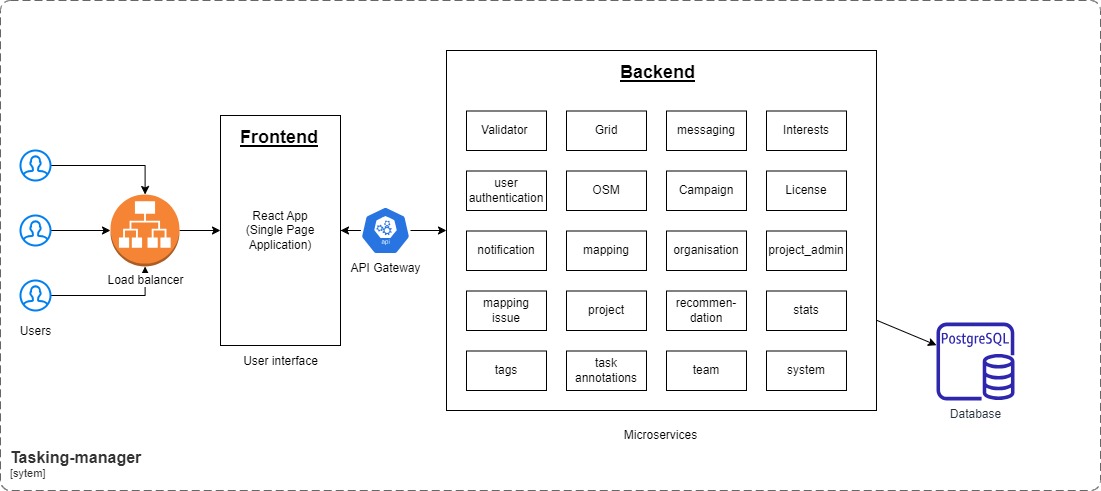 Backend
Frontend
Validator
Grid
messaging
Interests
user
authentication
OSM
Campaign
License
React App
(Single Page
Application)
notification
mapping
organisation
project_admin
api
API Gateway
Load balancer
mapping
issue
project
recommen-
dation
stats
Users
User interface
tags
task
annotations
team
system
PostgreSQL
Database
Microservices
Tasking-manager
[sytem]